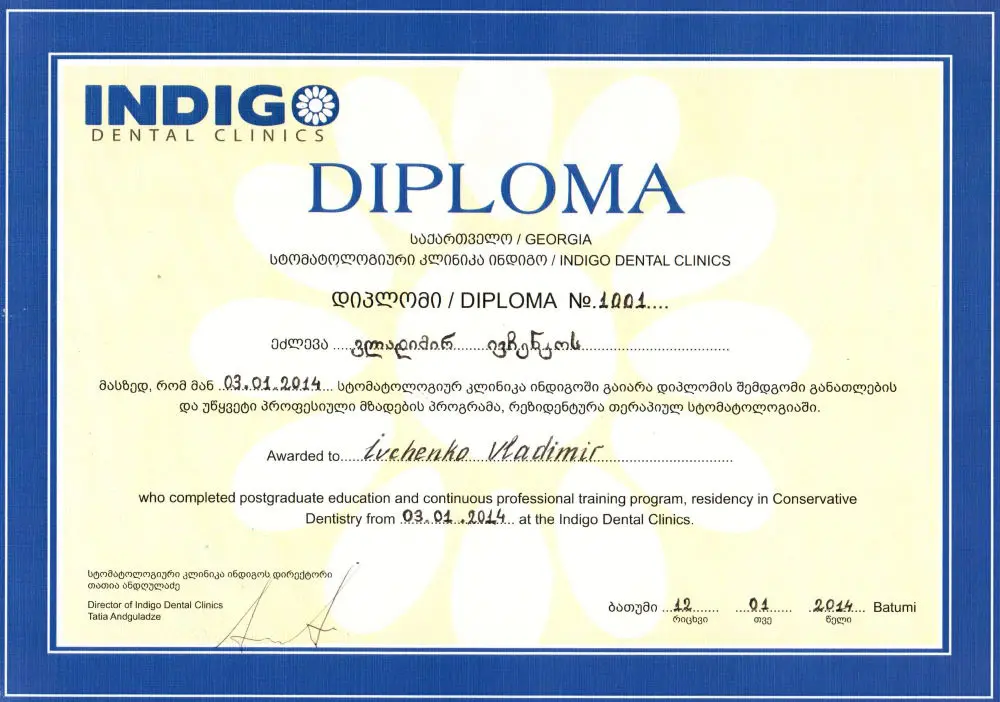 INDIGO
DENTAL CLINICS
DIPLOMA
საქართველო / GEORGIA
სტომატოლოგიური კლინიკა ინდიგო / INDIGO DENTAL CLINICS
დიპლომი / DIPLOMA №.1001....
ეძლევა .....ვლადიმირ.......ივჩენკოს...............................
მასზედ, რომ მან .03.01.2014... სტომატოლოგიურ კლინიკა ინდიგოში გაიარა დიპლომის შემდგომი განათლების
და უწყვეტი პროფესიული მზადების პროგრამა, რეზიდენტურა თერაპიულ სტომატოლოგიაში.
Awarded to.....Ivchenko Vladimir..............................
who completed postgraduate education and continuous professional training program, residency in Conservative
Dentistry from .03.01.2014... at the Indigo Dental Clinics.
სტომატოლოგიური კლინიკა ინდიგოს დირექტორი
თათია ანდღულაძე
Director of Indigo Dental Clinics
Tatia Andguladze
ბათუმი ...12....... ...01...... ..2014... Batumi
რიცხვი თვე წელი